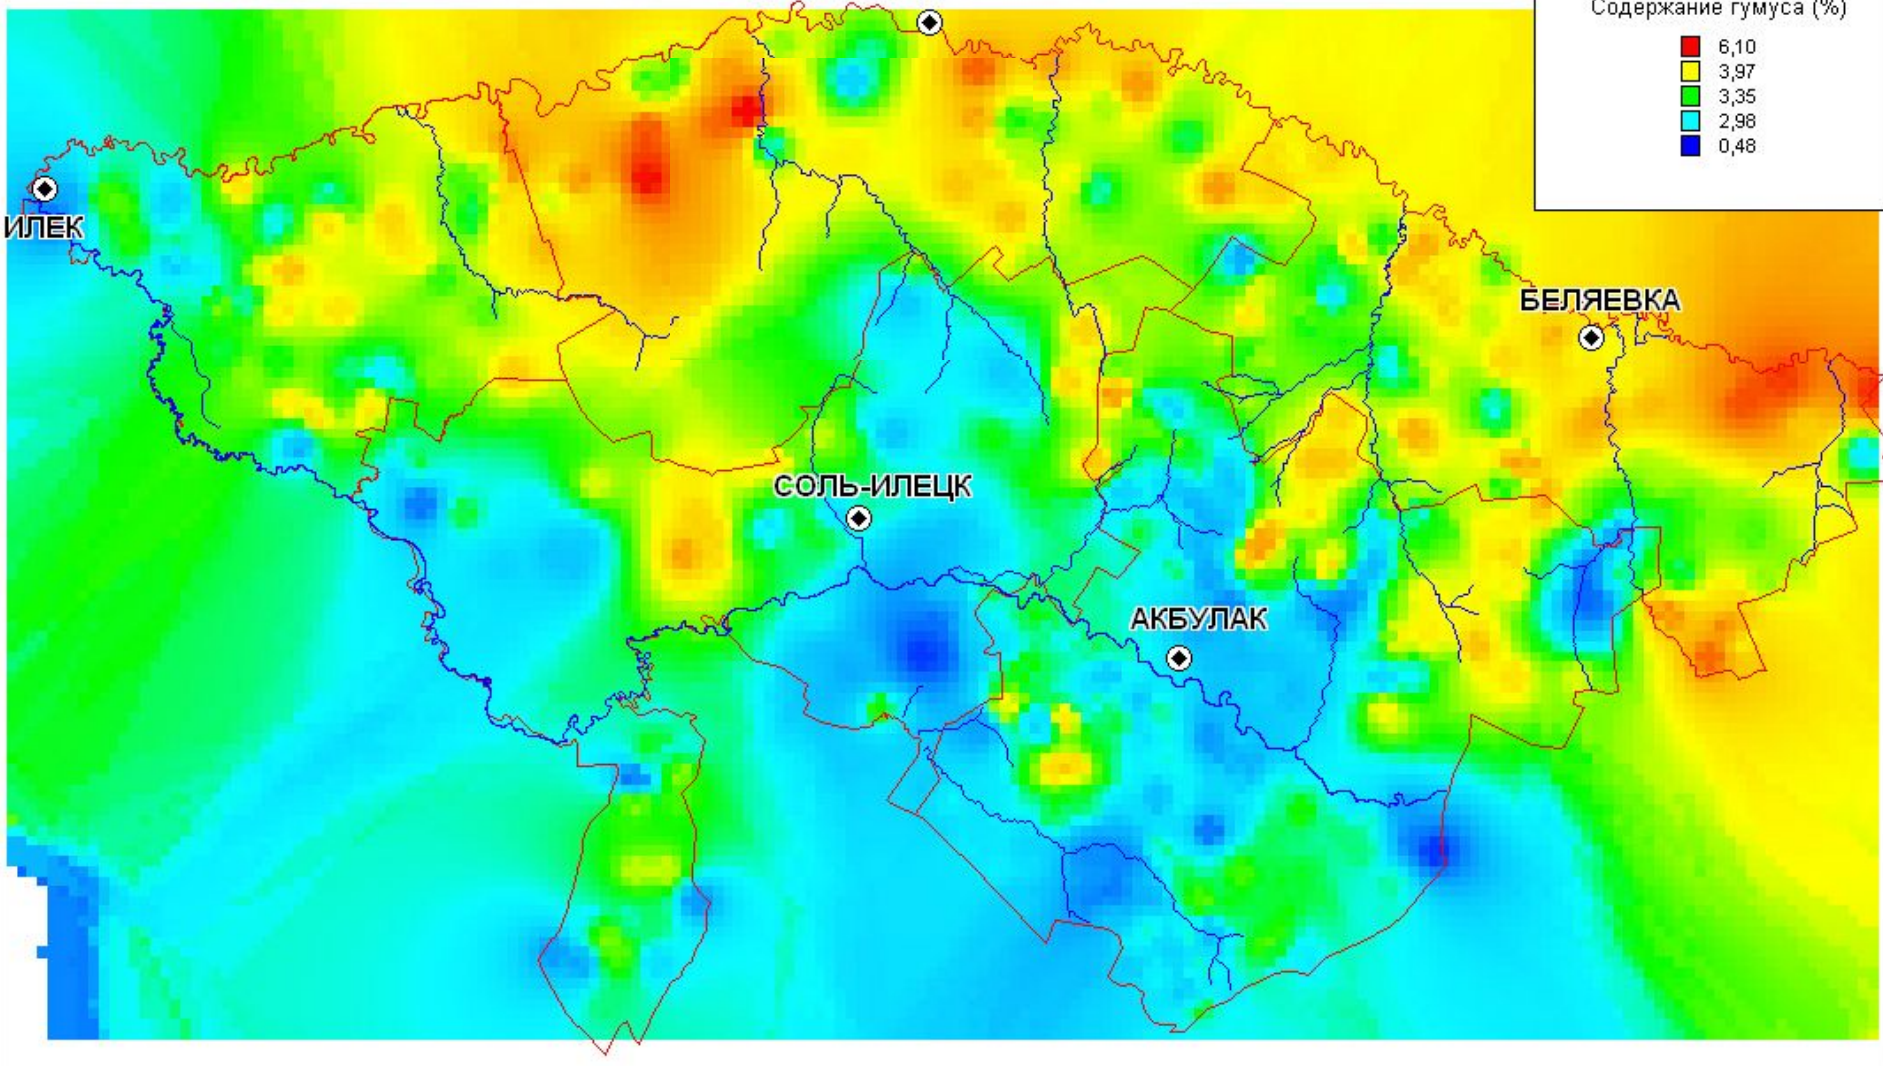 Содержание гумуса (%)
6,10
3,97
3,35
2,98
0,48
ИЛЕК
БЕЛЯЕВКА
СОЛЬ-ИЛЕЦК
АКБУЛАК